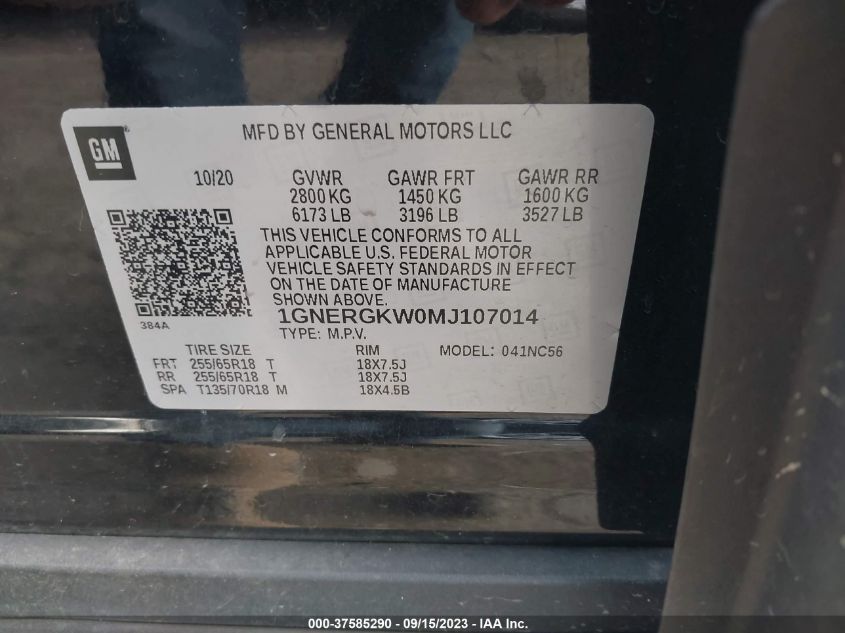 GM
MFD BY GENERAL MOTORS LLC
10/20 GVWR GAWR FRT GAWR RR
2800 KG 1450 KG 1600 KG
6173 LB 3196 LB 3527 LB
THIS VEHICLE CONFORMS TO ALL
APPLICABLE U.S. FEDERAL MOTOR
VEHICLE SAFETY STANDARDS IN EFFECT
ON THE DATE OF MANUFACTURE
SHOWN ABOVE.
384A
1GNERGKW0MJ107014
TYPE: M.P.V.
TIRE SIZE RIM MODEL: 041NC56
FRT 255/65R18 T 18X7.5J
RR 255/65R18 T 18X7.5J
SPA T135/70R18 M 18X4.5B
000-37585290 - 09/15/2023 - IAA Inc.